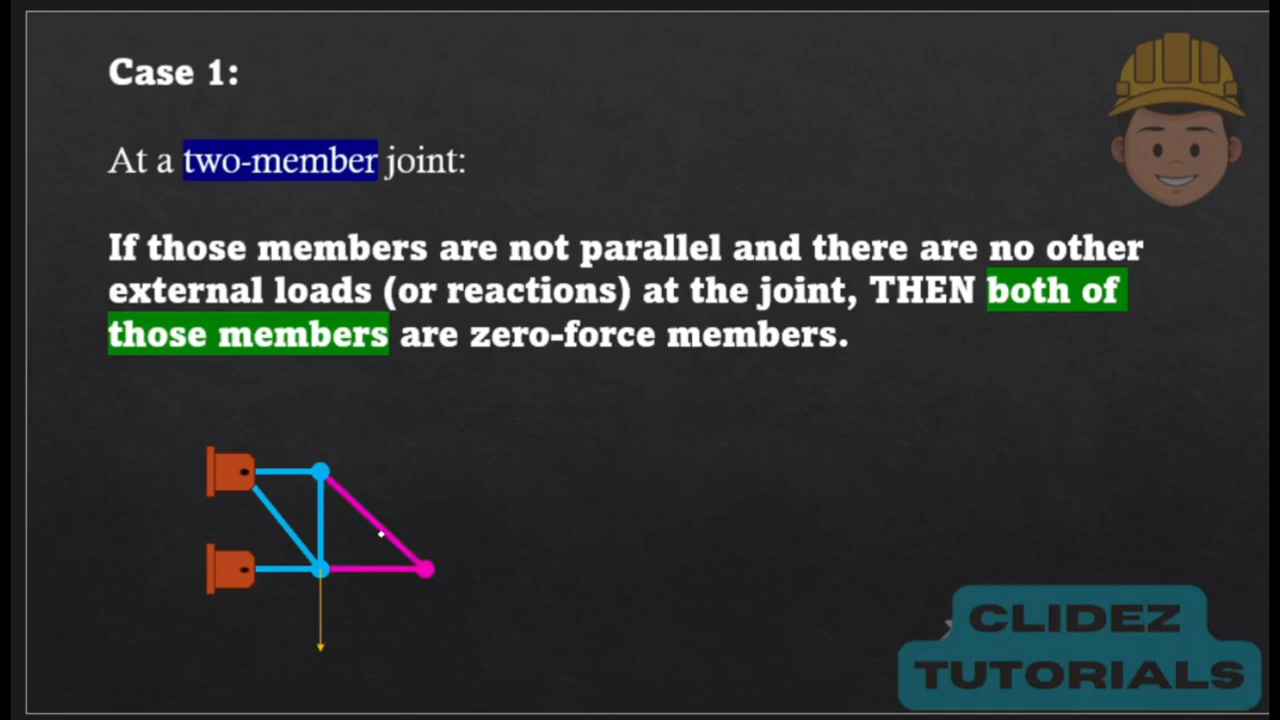 Case 1:
At a two-member joint:
If those members are not parallel and there are no other
external loads (or reactions) at the joint, THEN both of
those members are zero-force members.
CLIDEZ
TUTORIALS